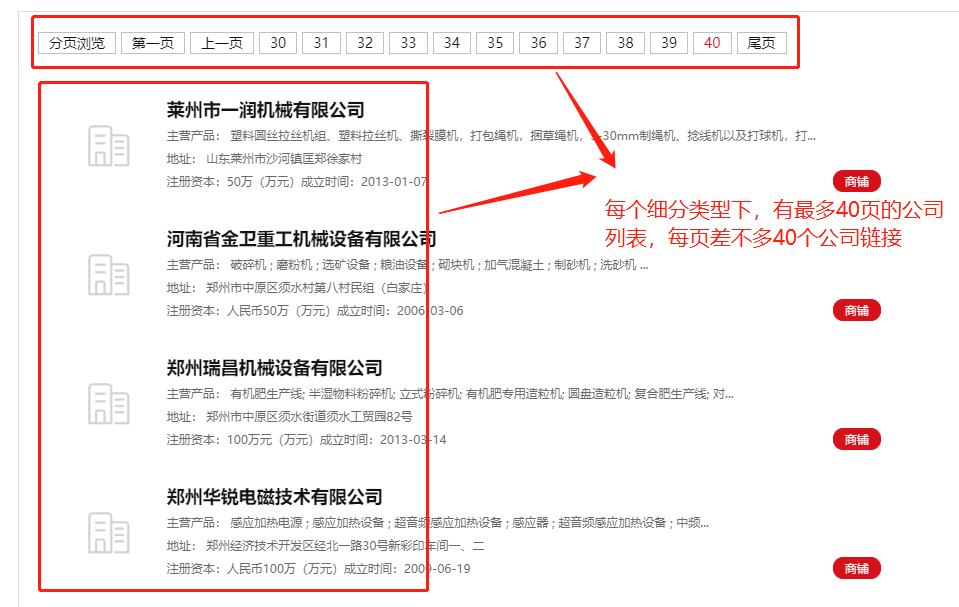 分页浏览 第一页 上一页 30 31 32 33 34 35 36 37 38 39 40 尾页
莱州市一润机械有限公司
主营产品： 塑料圆丝拉丝机组、塑料拉丝机、撕裂膜机，打包绳机，捆草绳机，-30mm制绳机、捻线机以及打球机，打...
地址： 山东莱州市沙河镇匡郑徐家村
注册资本：50万（万元）成立时间：2013-01-07
商铺
每个细分类型下，有最多40页的公司
列表，每页差不多40个公司链接
河南省金卫重工机械设备有限公司
主营产品： 破碎机 ; 磨粉机 ; 选矿设备 ; 粮油设备 ; 砌块机 ; 加气混凝土 ; 制砂机 ; 洗砂机 ...
地址： 郑州市中原区须水村第八村民组（白家庄）
注册资本：人民币50万（万元）成立时间：2006-03-06
商铺
郑州瑞昌机械设备有限公司
主营产品： 有机肥生产线; 半湿物料粉碎机; 立式粉碎机; 有机肥专用造粒机; 圆盘造粒机; 复合肥生产线; 对...
地址： 郑州市中原区须水街道须水工贸园82号
注册资本：100万元（万元）成立时间：2013-03-14
商铺
郑州华锐电磁技术有限公司
主营产品： 感应加热电源 ; 感应加热设备 ; 超音频感应加热设备 ; 感应器 ; 超音频感应加热设备 ; 中频...
地址： 郑州经济技术开发区经北一路30号新彩印车间一、二
注册资本：人民币100万（万元）成立时间：2009-06-19
商铺